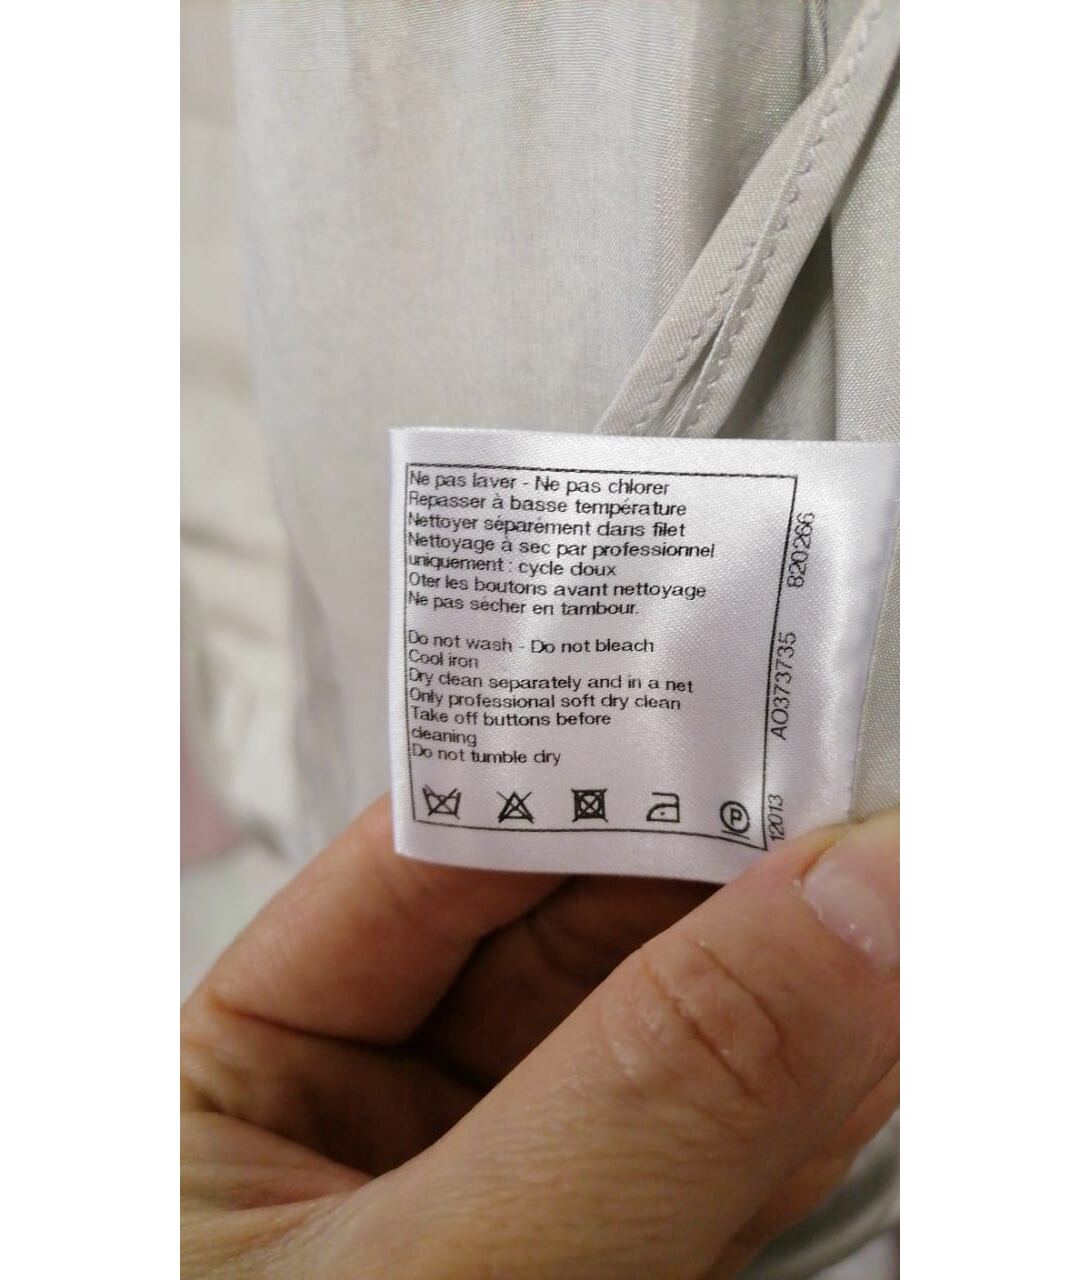 Ne pas laver - Ne pas chlorer
Repasser à basse température
Nettoyer séparément dans filet
Nettoyage à sec par professionnel
uniquement : cycle doux
Oter les boutons avant nettoyage
Ne pas sécher en tambour.
Do not wash - Do not bleach
Cool iron
Dry clean separately and in a net
Only professional soft dry clean
Take off buttons before
cleaning
Do not tumble dry
P
12013 AO373735 820266